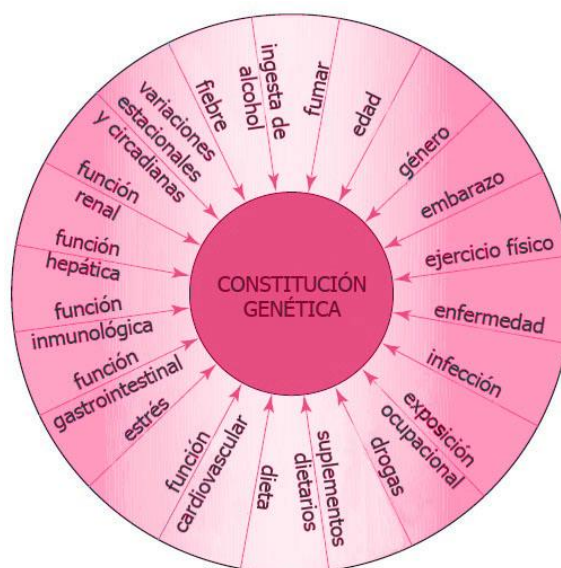 CONSTITUCIÓN
GENÉTICA
ingesta de
alcohol
fumar
edad
género
embarazo
ejercicio físico
enfermedad
infección
exposición
ocupacional
drogas
suplementos
dietarios
dieta
función
cardiovascular
estrés
función
gastrointestinal
función
inmunológica
función
hepática
función
renal
variaciones
estacionales
y circadianas
fiebre